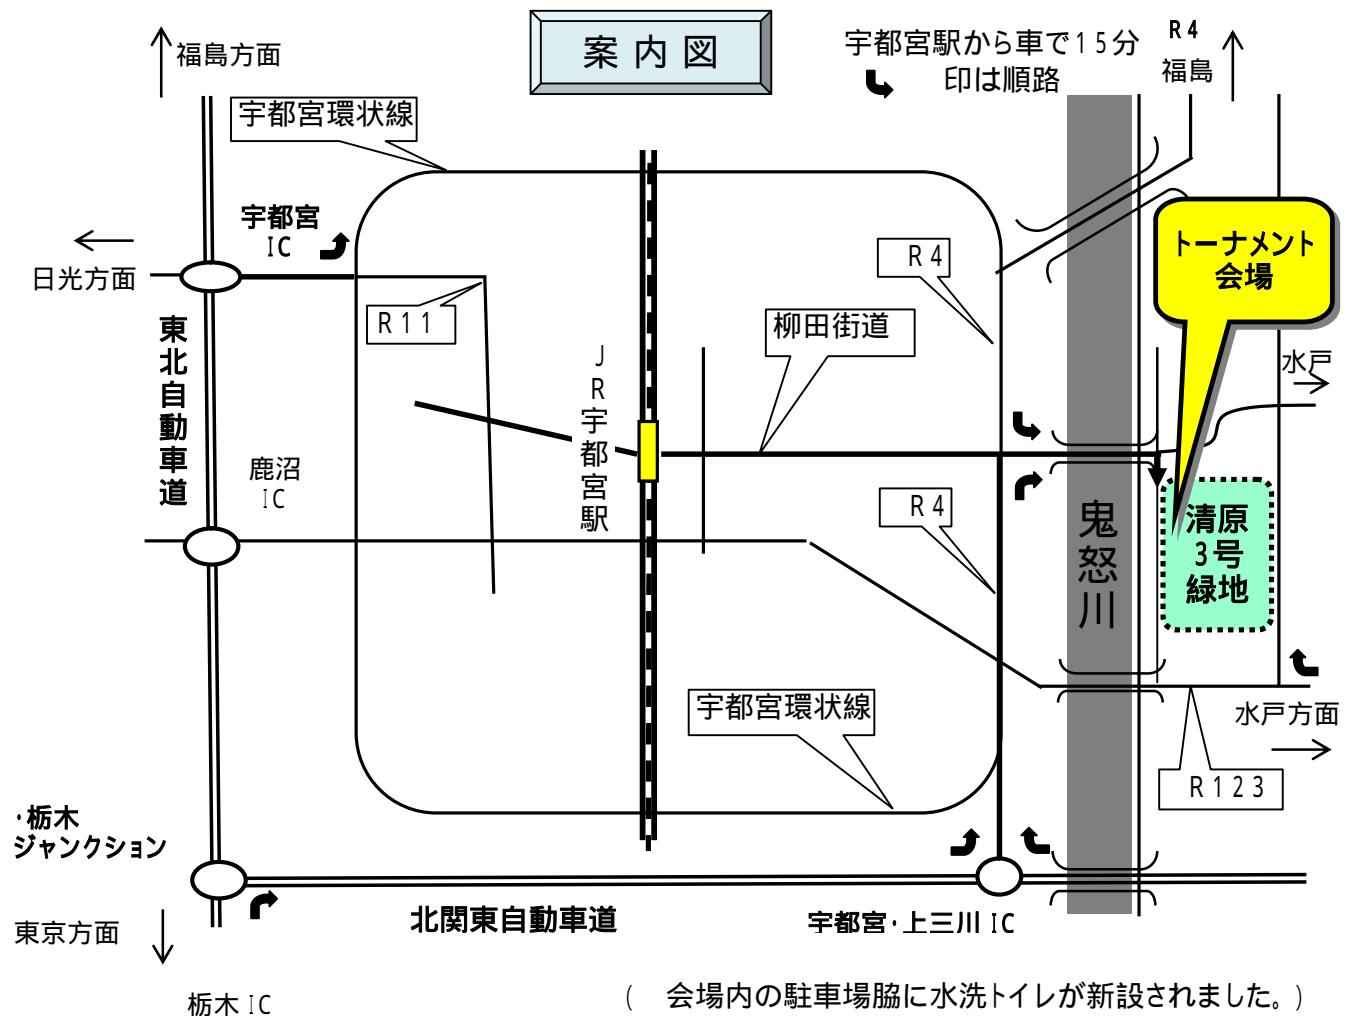 案内図
宇都宮駅から車で15分
印は順路
R4
福島
福島方面
宇都宮環状線
宇都宮
IC
日光方面
R11
R4
柳田街道
トーナメント
会場
水戸
東北自動車道
JR宇都宮駅
鹿沼
IC
R4
鬼怒川
清原
3号
緑地
宇都宮環状線
水戸方面
R123
・栃木
ジャンクション
東京方面
北関東自動車道
宇都宮・上三川IC
栃木IC
(　会場内の駐車場脇に水洗トイレが新設されました。)